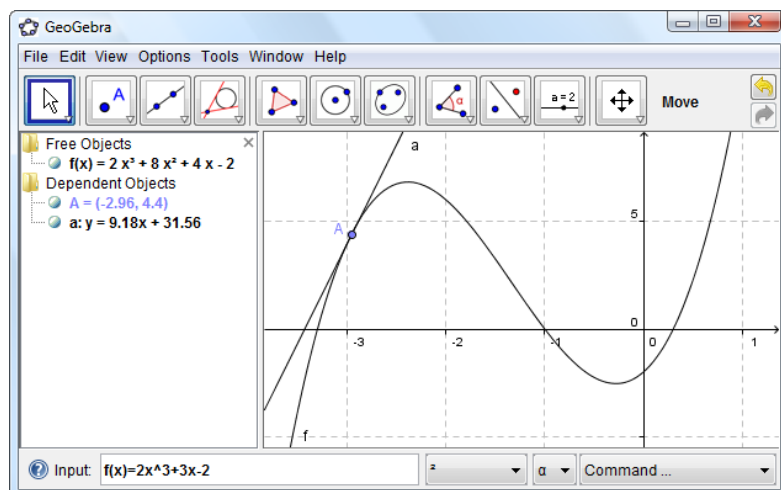 GeoGebra
File Edit View Options Tools Window Help
A
α
a=2
Move
Free Objects
f(x) = 2 x³ + 8 x² + 4 x - 2
Dependent Objects
A = (-2.96, 4.4)
a: y = 9.18x + 31.56
a
A
f
5
0
-3
-2
-1
0
1
Input: f(x)=2x^3+3x-2
²
α
Command ...